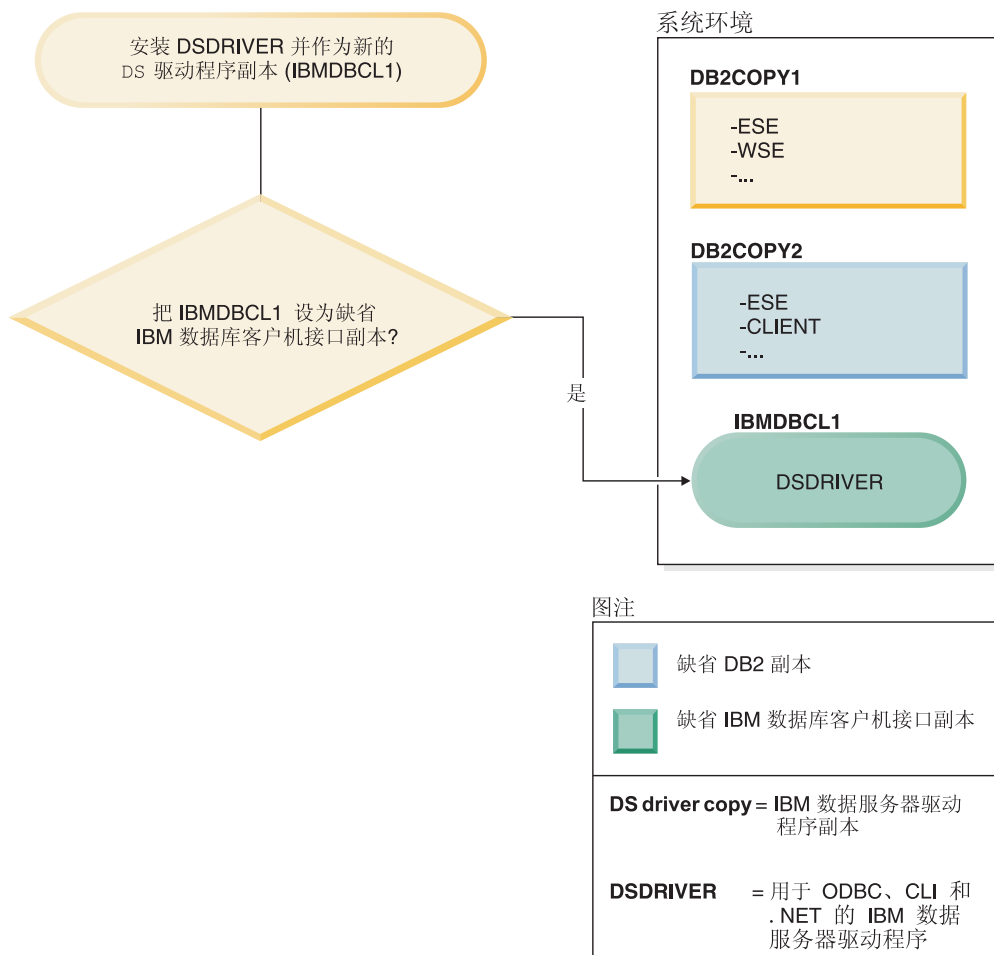 安装 DSDRIVER 并作为新的
DS 驱动程序副本 (IBMDBCL1)
把 IBMDBCL1 设为缺省
IBM 数据库客户机接口副本?
是
系统环境
DB2COPY1
-ESE
-WSE
-...
DB2COPY2
-ESE
-CLIENT
-...
IBMDBCL1
DSDRIVER
图注
缺省 DB2 副本
缺省 IBM 数据库客户机接口副本
DS driver copy = IBM 数据服务器驱动
程序副本
DSDRIVER = 用于 ODBC、CLI 和
.NET 的 IBM 数据
服务器驱动程序